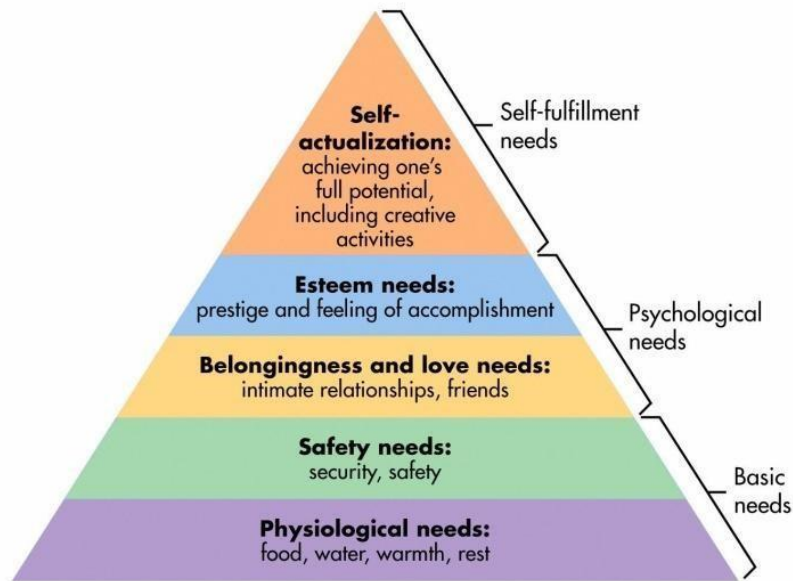 Self-
actualization:
achieving one's
full potential,
including creative
activities
Self-fulfillment
needs
Esteem needs:
prestige and feeling of accomplishment
Psychological
needs
Belongingness and love needs:
intimate relationships, friends
Safety needs:
security, safety
Basic
needs
Physiological needs:
food, water, warmth, rest